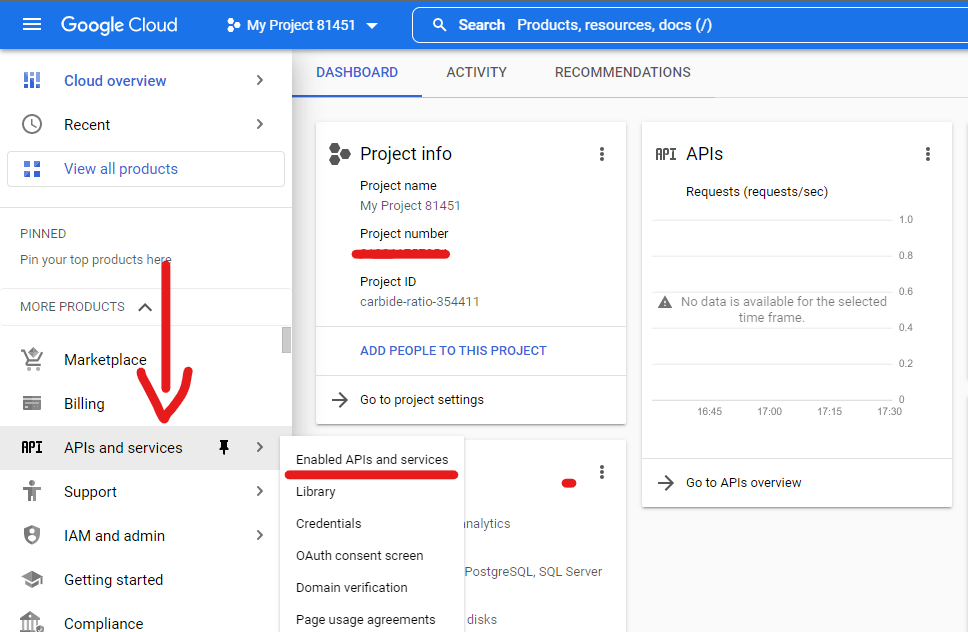 Google Cloud
My Project 81451
Search Products, resources, docs (/)
Cloud overview
Recent
View all products
PINNED
Pin your top products here
MORE PRODUCTS
Marketplace
Billing
API APIs and services
Support
IAM and admin
Getting started
Compliance
Enabled APIs and services
Library
Credentials
OAuth consent screen
Domain verification
Page usage agreements
DASHBOARD
ACTIVITY
RECOMMENDATIONS
Project info
Project name
My Project 81451
Project number
Project ID
carbide-ratio-354411
ADD PEOPLE TO THIS PROJECT
Go to project settings
nalytics
PostgreSQL, SQL Server
disks
API APIs
Requests (requests/sec)
1.0
0.8
0.6
No data is available for the selected
time frame.
0.4
0.2
0
16:45 17:00 17:15 17:30
Go to APIs overview